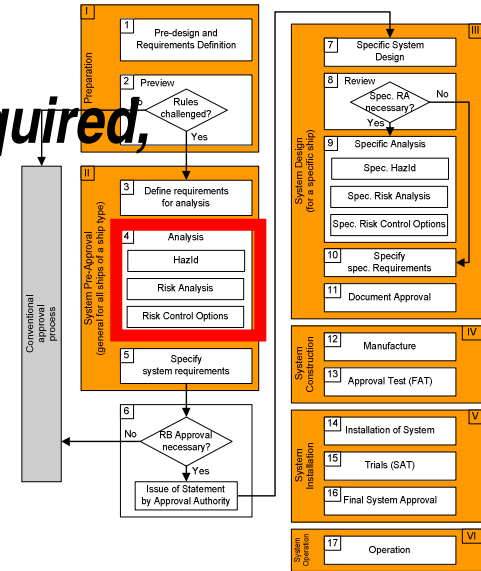 I
Preparation
1
Pre-design and
Requirements Definition
2
Preview
Rules
challenged?
Yes
quired,
II
System Pre-Approval
(general for all ships of a ship type)
3
Define requirements
for analysis
4
Analysis
HazId
Risk Analysis
Risk Control Options
5
Specify
system requirements
6
RB Approval
necessary?
No
Yes
Issue of Statement
by Approval Authority
Conventional
approval
process
III
System Design
(for a specific ship)
7
Specific System
Design
8
Review
Spec. RA
necessary?
No
Yes
9
Specific Analysis
Spec. HazId
Spec. Risk Analysis
Spec. Risk Control Options
10
Specify
spec. Requirements
11
Document Approval
IV
System
Construction
12
Manufacture
13
Approval Test (FAT)
V
System
Installation
14
Installation of System
15
Trials (SAT)
16
Final System Approval
VI
System
Operation
17
Operation